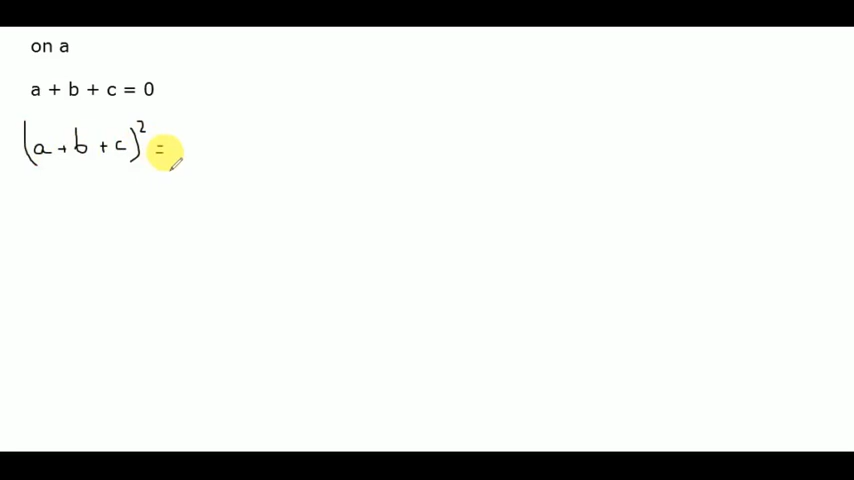 on a
a + b + c = 0
(a + b + c)² =